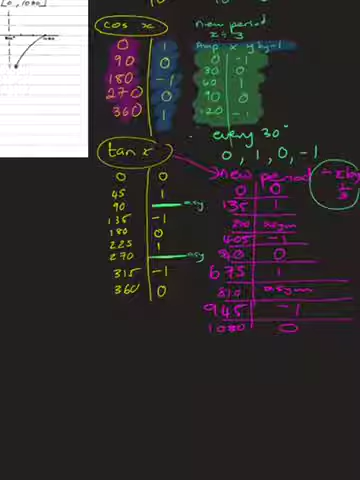 [0, 1080]
cos x
0 1
90 0
180 -1
270 0
360 1
new period
x ÷ 3
map x y by -1
0 -1
30 0
60 1
90 0
120 -1
every 30°
0, 1, 0, -1
tan x
0 0
45 1
90 asy
135 -1
180 0
225 1
270 asy
315 -1
360 0
new period
0 0
135 1
asym
405 -1
0
675 1
810 asym
945 -1
1080 0